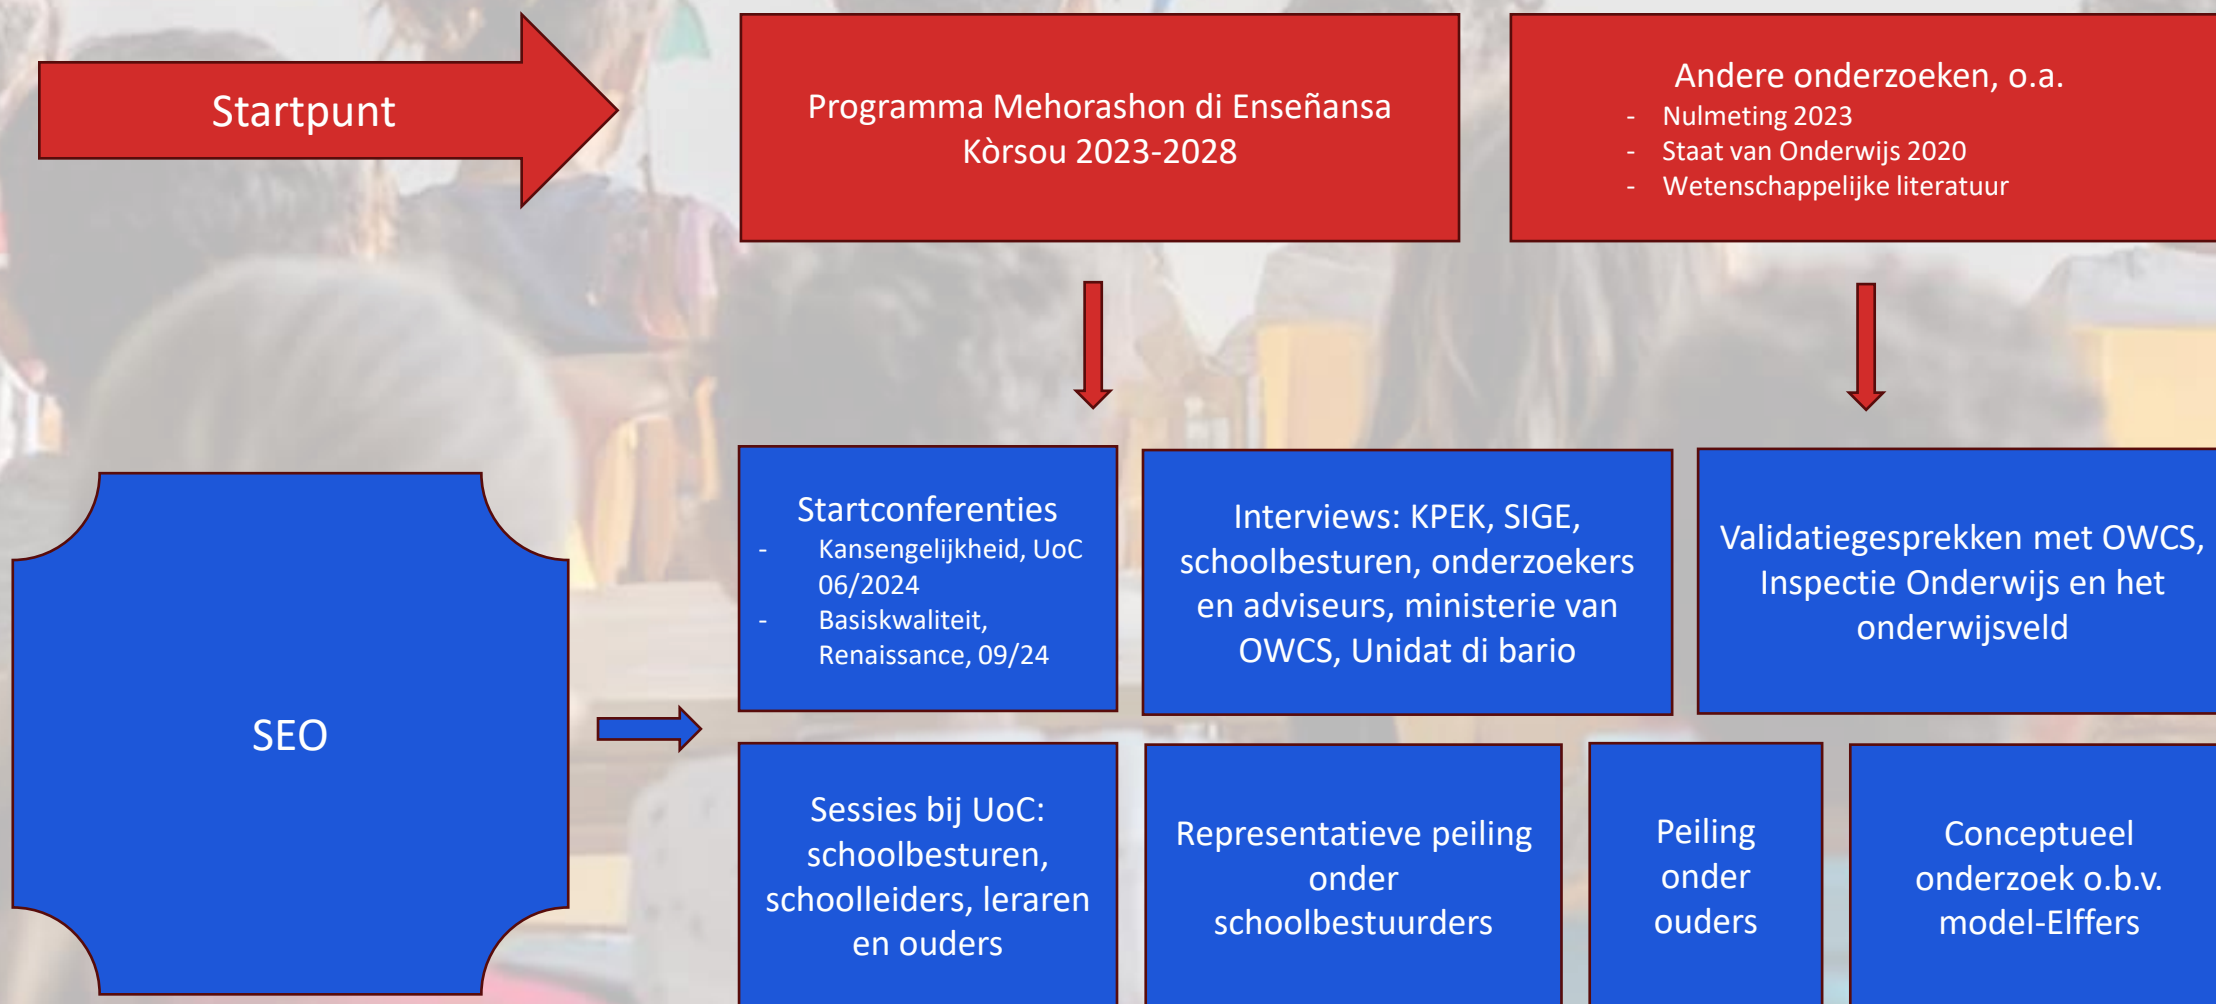 Startpunt
Programma Mehorashon di Enseñansa
Kòrsou 2023-2028
Andere onderzoeken, o.a.
- Nulmeting 2023
- Staat van Onderwijs 2020
- Wetenschappelijke literatuur
SEO
Startconferenties
- Kansengelijkheid, UoC
06/2024
- Basiskwaliteit,
Renaissance, 09/24
Interviews: KPEK, SIGE,
schoolbesturen, onderzoekers
en adviseurs, ministerie van
OWCS, Unidat di bario
Validatiegesprekken met OWCS,
Inspectie Onderwijs en het
onderwijsveld
Sessies bij UoC:
schoolbesturen,
schoolleiders, leraren
en ouders
Representatieve peiling
onder
schoolbestuurders
Peiling
onder
ouders
Conceptueel
onderzoek o.b.v.
model-Elffers